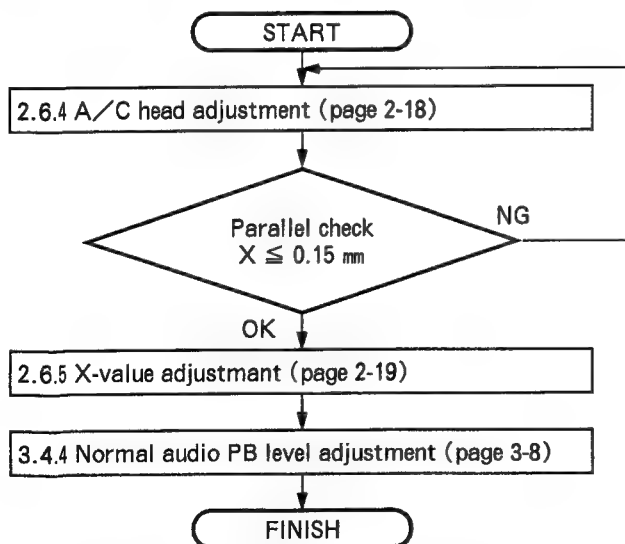 START
2.6.4 A/C head adjustment (page 2-18)
Parallel check
NG
X ≦ 0.15 mm
OK
2.6.5 X-value adjustmant (page 2-19)
3.4.4 Normal audio PB level adjustment (page 3-8)
FINISH